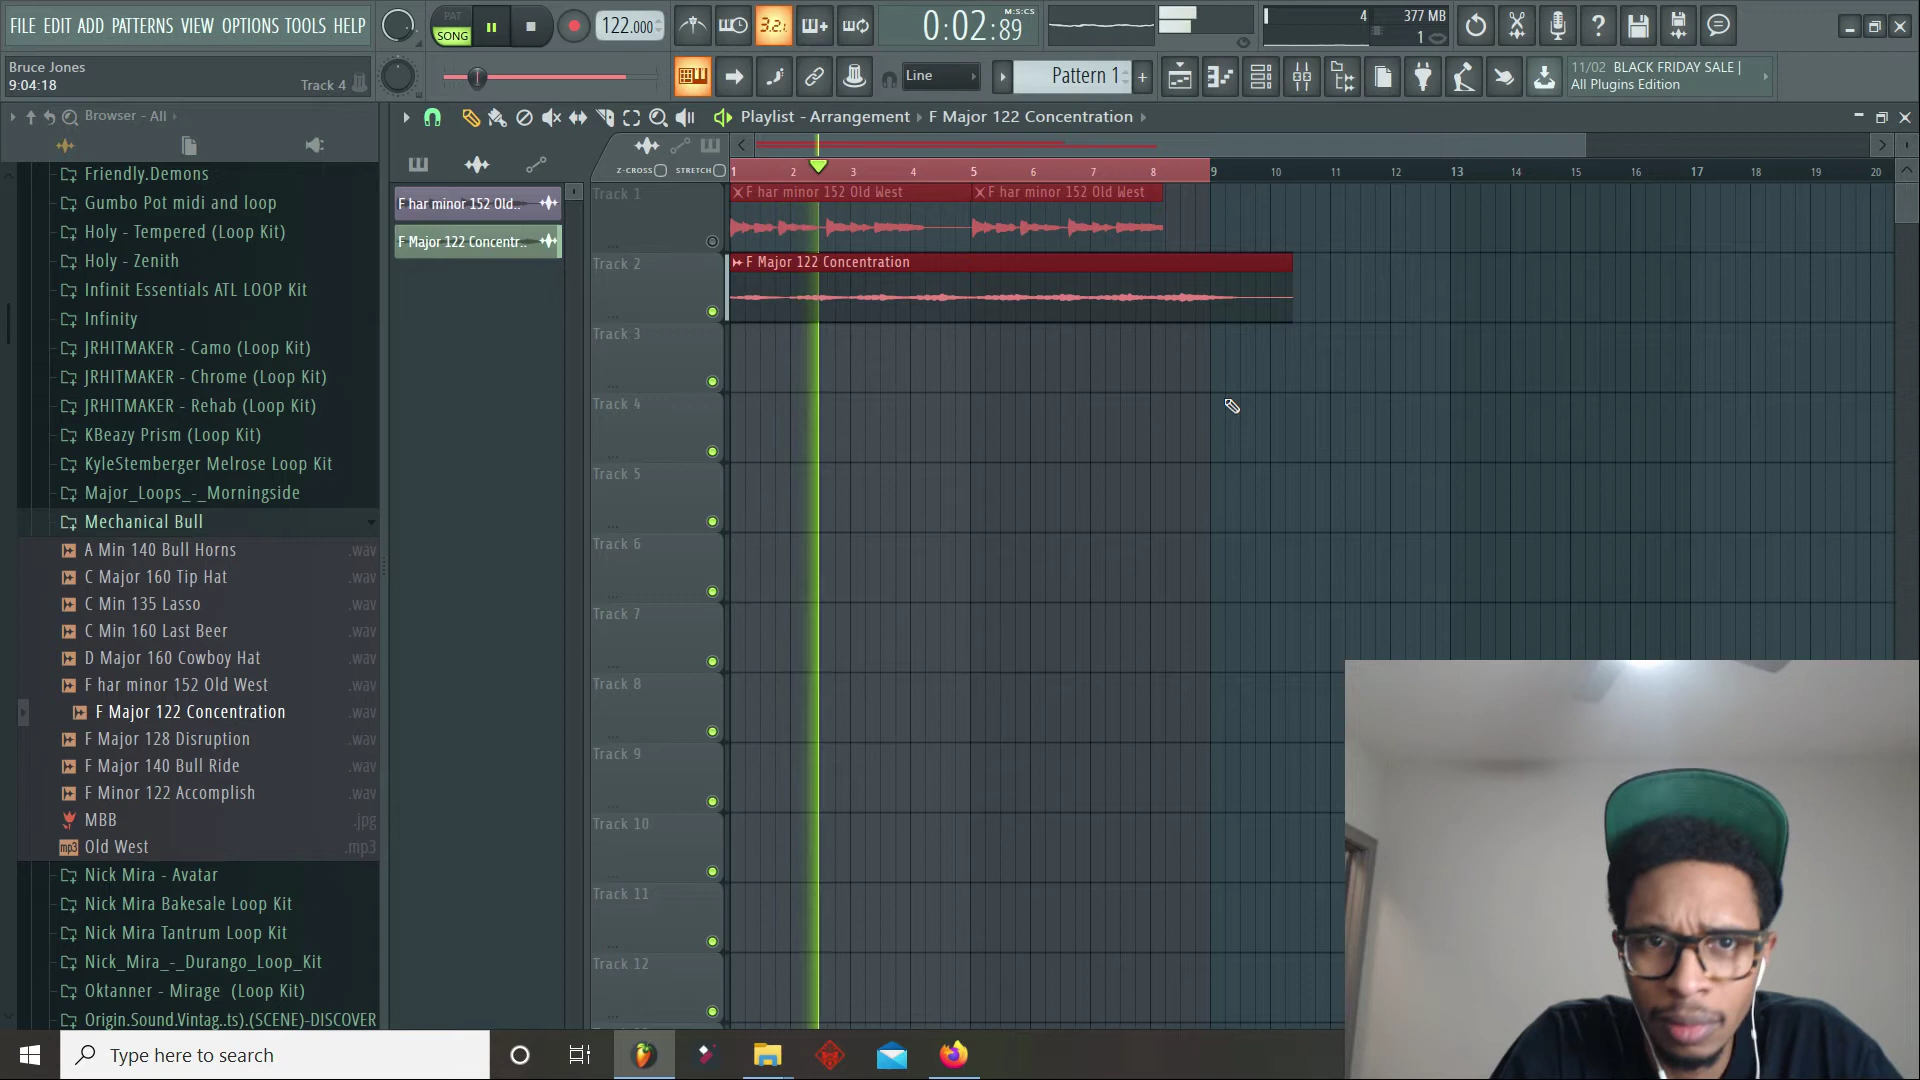 FILE EDIT ADD PATTERNS VIEW OPTIONS TOOLS HELP
PAT
SONG
122.000
3.2.
0:02:89
M:S:CS
4
377 MB
1
Bruce Jones
9:04:18
Track 4
Line
Pattern 1
11/02 BLACK FRIDAY SALE |
All Plugins Edition
Browser - All
Playlist - Arrangement
F Major 122 Concentration
Z-CROSS
STRETCH
1 2 3 4 5 6 7 8 9 10 11 12 13 14 15 16 17 18 19 20
F har minor 152 Old..
F Major 122 Concentr..
Track 1
F har minor 152 Old West
F har minor 152 Old West
Track 2
F Major 122 Concentration
Track 3
Track 4
Track 5
Track 6
Track 7
Track 8
Track 9
Track 10
Track 11
Track 12
Friendly.Demons
Gumbo Pot midi and loop
Holy - Tempered (Loop Kit)
Holy - Zenith
Infinit Essentials ATL LOOP Kit
Infinity
JRHITMAKER - Camo (Loop Kit)
JRHITMAKER - Chrome (Loop Kit)
JRHITMAKER - Rehab (Loop Kit)
KBeazy Prism (Loop Kit)
KyleStemberger Melrose Loop Kit
Major_Loops_-_Morningside
Mechanical Bull
A Min 140 Bull Horns .wav
C Major 160 Tip Hat .wav
C Min 135 Lasso .wav
C Min 160 Last Beer .wav
D Major 160 Cowboy Hat .wav
F har minor 152 Old West .wav
F Major 122 Concentration .wav
F Major 128 Disruption .wav
F Major 140 Bull Ride .wav
F Minor 122 Accomplish .wav
MBB .jpg
mp3 Old West .mp3
Nick Mira - Avatar
Nick Mira Bakesale Loop Kit
Nick Mira Tantrum Loop Kit
Nick_Mira_-_Durango_Loop_Kit
Oktanner - Mirage (Loop Kit)
Origin.Sound.Vintag..ts).(SCENE)-DISCOVER
Type here to search